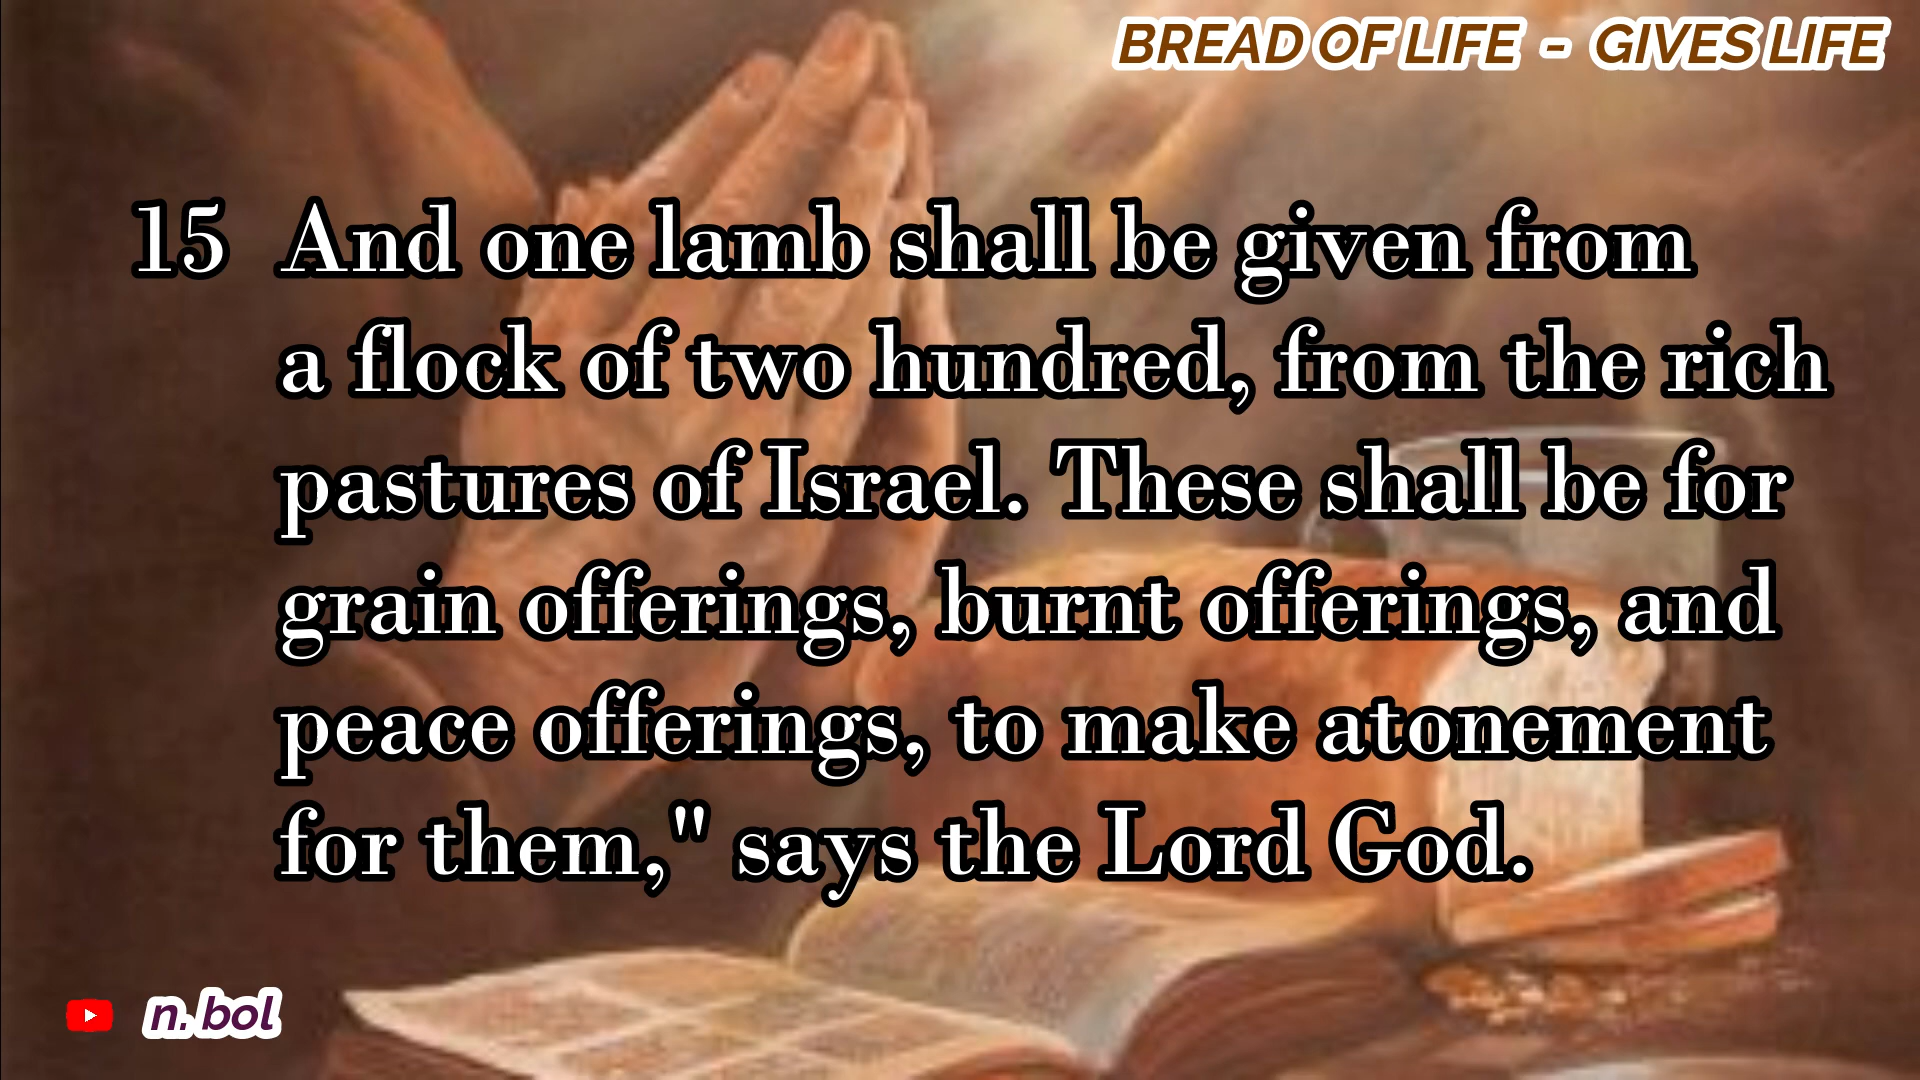 BREAD OF LIFE - GIVES LIFE
15 And one lamb shall be given from
a flock of two hundred, from the rich
pastures of Israel. These shall be for
grain offerings, burnt offerings, and
peace offerings, to make atonement
for them," says the Lord God.
n. bol